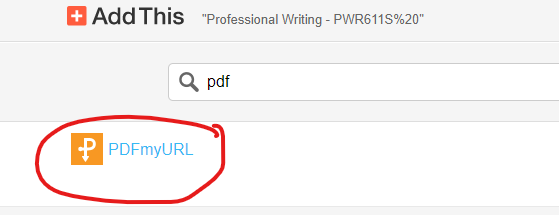 AddThis "Professional Writing - PWR611S%20"
pdf
PDFmyURL